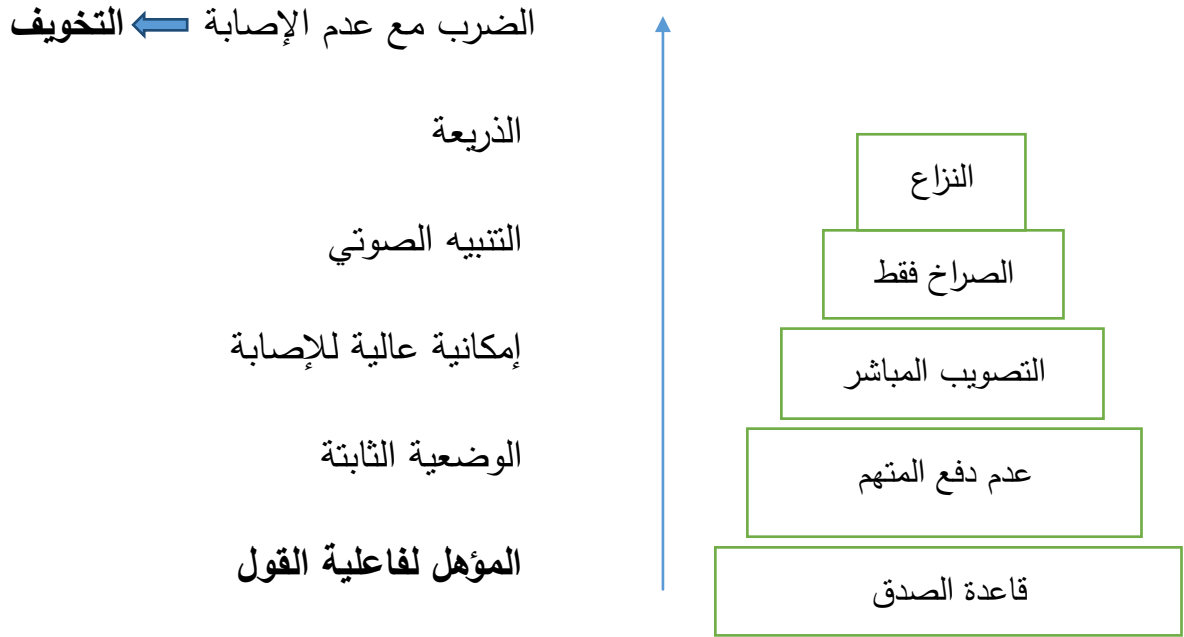 الضرب مع عدم الإصابة التخويف
الذريعة
النزاع
التنبيه الصوتي
الصراخ فقط
إمكانية عالية للإصابة
التصويب المباشر
الوضعية الثابتة
عدم دفع المتهم
المؤهل لفاعلية القول
قاعدة الصدق